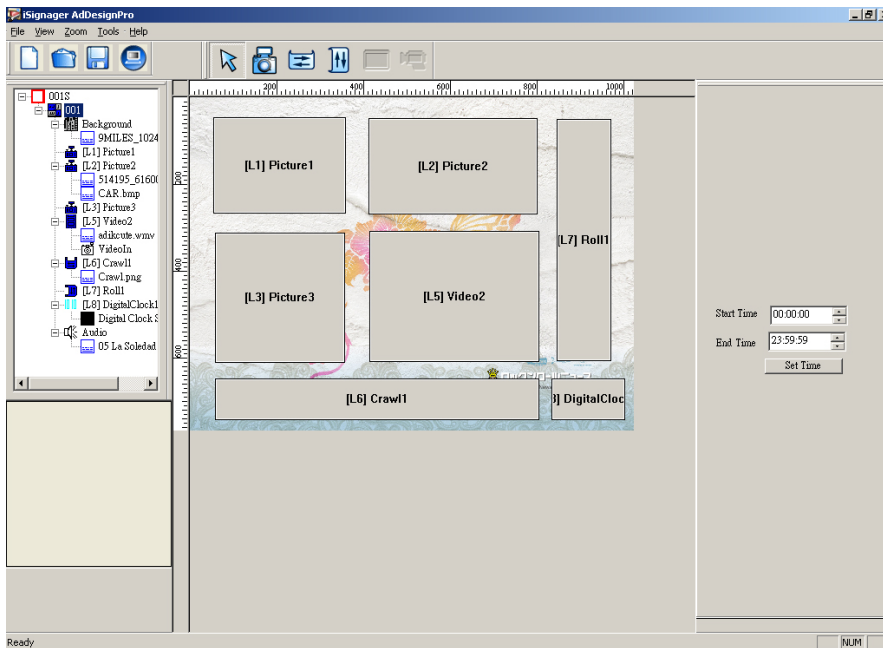 iSignager AdDesignPro
File View Zoom Tools Help
200 400 600 800 1000
001S
001
Background
9MILES_1024
[L1] Picture1
[L2] Picture2
514195_61600
CAR.bmp
[L3] Picture3
[L5] Video2
adikcute.wmv
VideoIn
[L6] Crawl1
Crawl.png
[L7] Roll1
[L8] DigitalClock1
Digital Clock S
Audio
05 La Soledad
200
400
600
[L1] Picture1
[L2] Picture2
[L7] Roll1
[L3] Picture3
[L5] Video2
[L6] Crawl1
] DigitalCloc
Start Time 00:00:00
End Time 23:59:59
Set Time
Ready
NUM